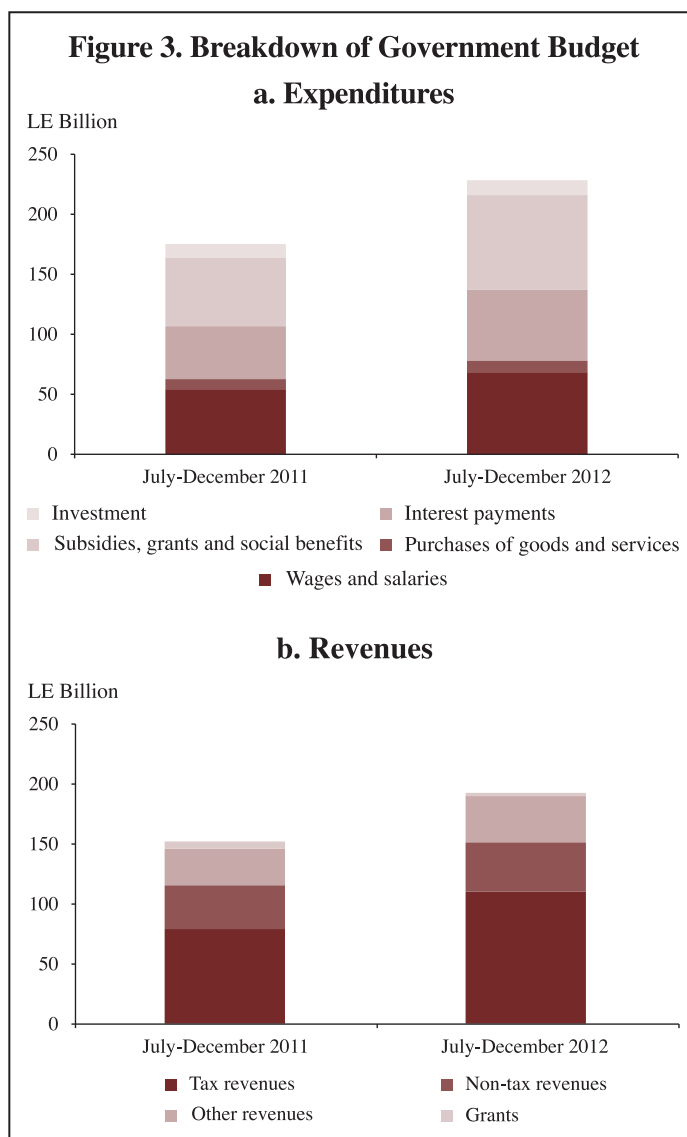 Figure 3. Breakdown of Government Budget
a. Expenditures
LE Billion
250
200
150
100
50
0
July-December 2011 July-December 2012
Investment Interest payments
Subsidies, grants and social benefits Purchases of goods and services
Wages and salaries
b. Revenues
LE Billion
250
200
150
100
50
0
July-December 2011 July-December 2012
Tax revenues Non-tax revenues
Other revenues Grants